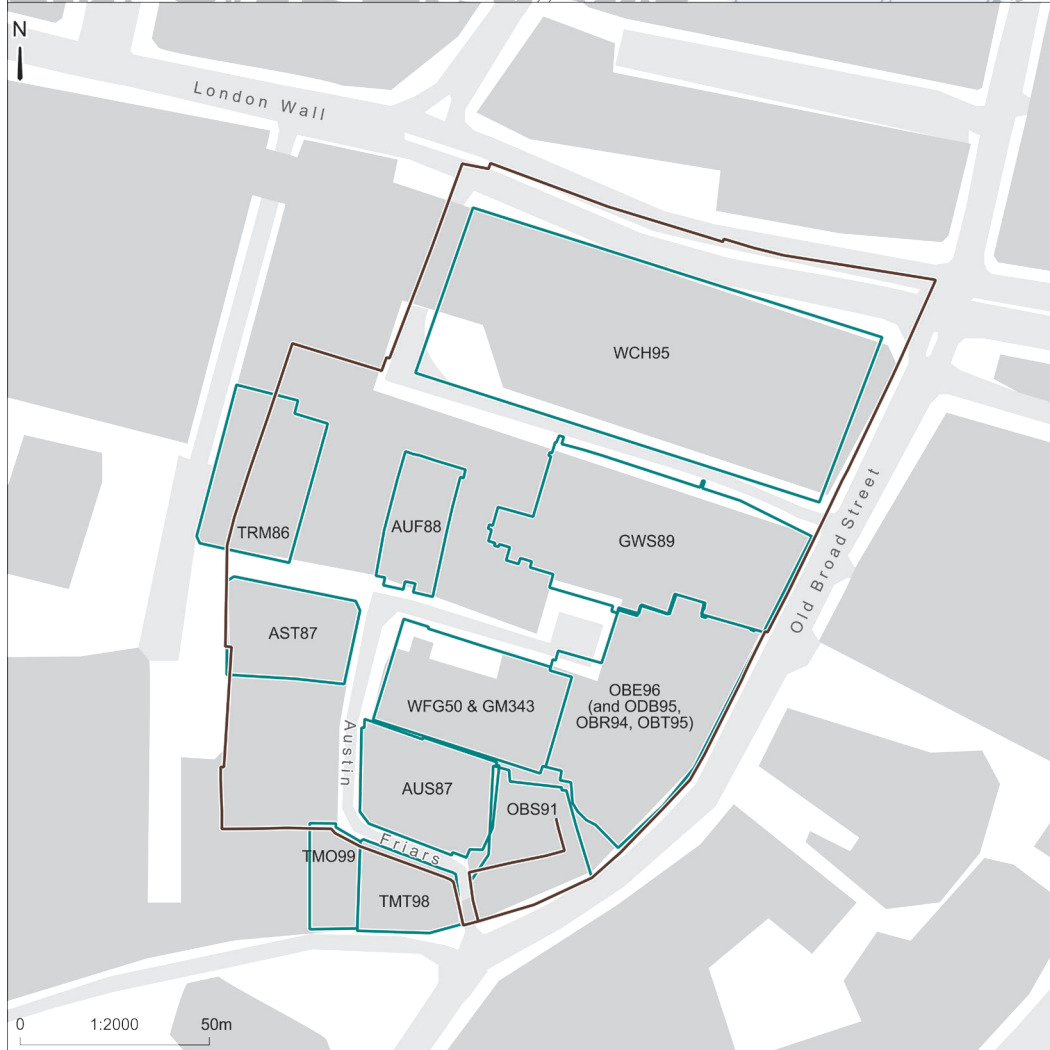 N
London Wall
WCH95
TRM86
AUF88
GWS89
Old Broad Street
AST87
OBE96
(and ODB95,
OBR94, OBT95)
WFG50 & GM343
Austin
AUS87
OBS91
Friars
TMO99
TMT98
0 1:2000 50m